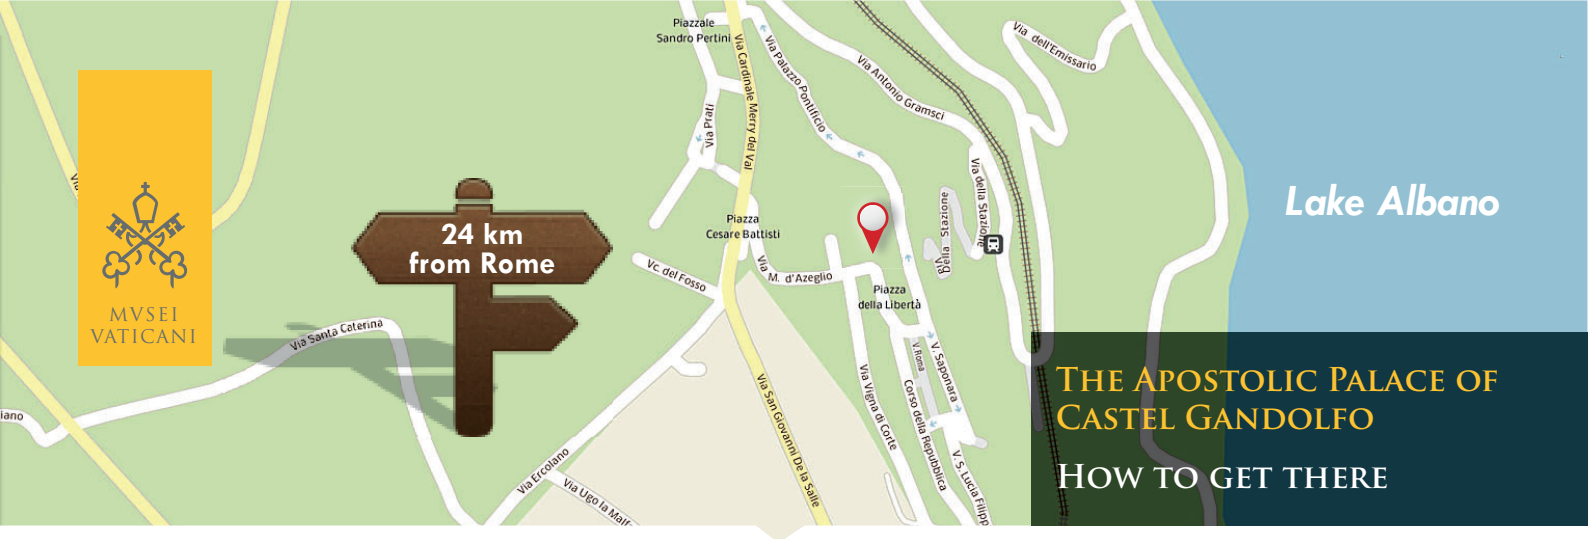 Piazzale
Sandro Pertini
Via Cardinale Merry del Val
Via Palazzo Pontificio
Via Antonio Gramsci
Via dell'Emissario
Via Prati
MVSEI
VATICANI
24 km
from Rome
Piazza
Cesare Battisti
Via della Stazione
Via
Della Stazione
Lake Albano
Vc. del Fosso
Via M. d'Azeglio
Piazza
della Libertà
Via Santa Caterina
V.Roma
V. Saponara
Via Vigna di Corte
Corso della Repubblica
Via San Giovanni De la Salle
iano
Via Ercolano
Via Ugo la Malf
V. S. Lucia Filipp
The Apostolic Palace of
Castel Gandolfo
How to get there